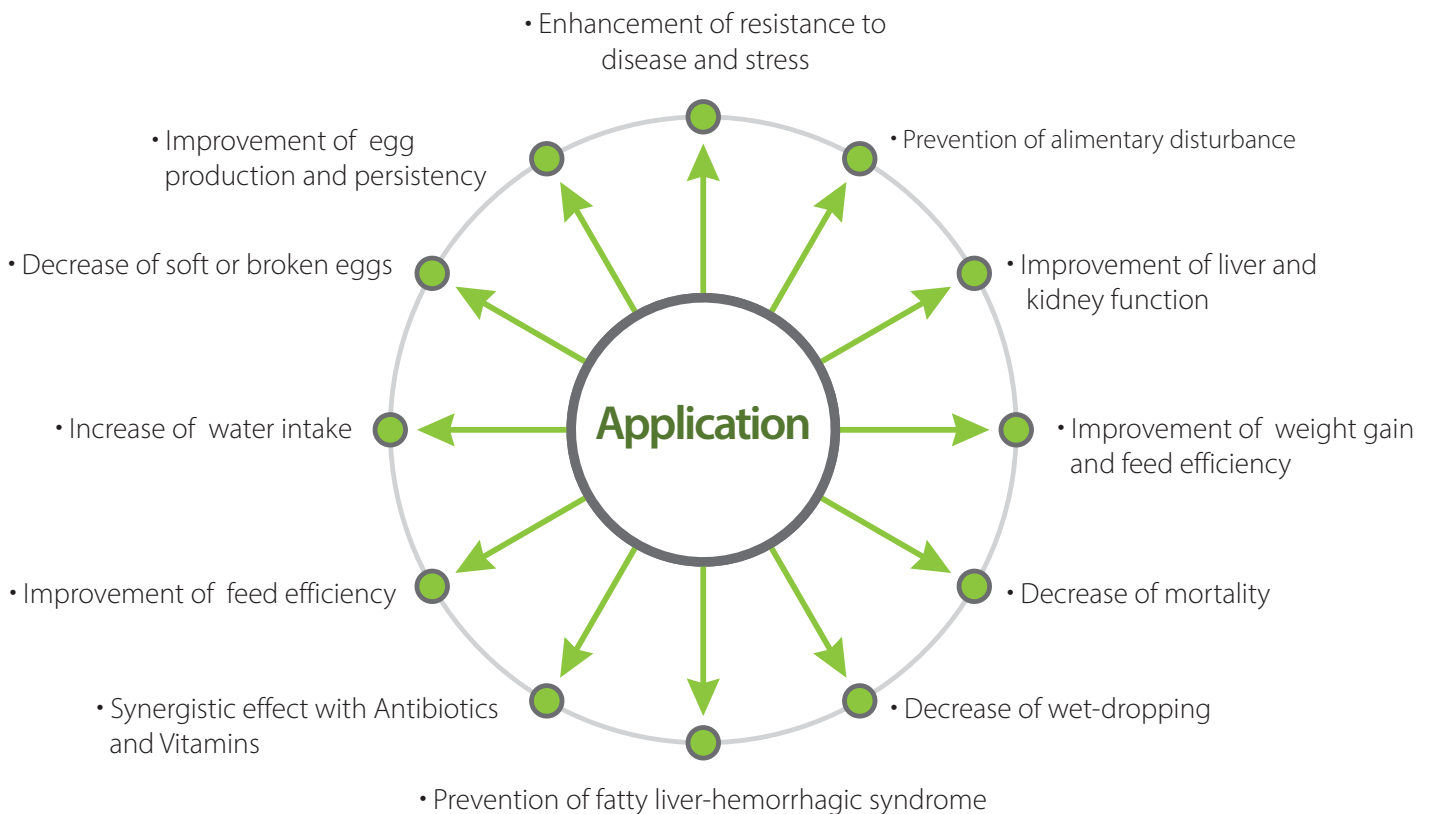 • Enhancement of resistance to
disease and stress
• Prevention of alimentary disturbance
• Improvement of liver and
kidney function
• Improvement of weight gain
and feed efficiency
• Decrease of mortality
• Decrease of wet-dropping
• Prevention of fatty liver-hemorrhagic syndrome
• Synergistic effect with Antibiotics
and Vitamins
• Improvement of feed efficiency
• Increase of water intake
• Decrease of soft or broken eggs
• Improvement of egg
production and persistency
Application